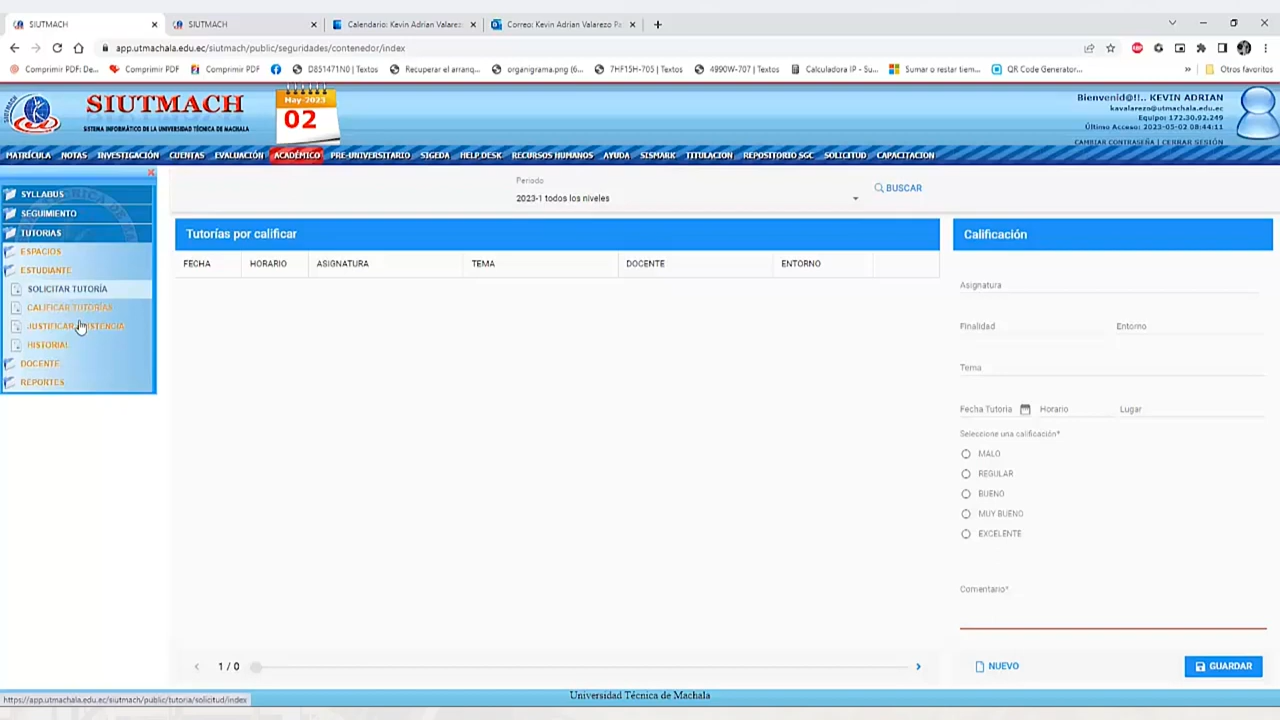 SIUTMACH
SIUTMACH
Calendario: Kevin Adrian Valarez
Correo: Kevin Adrian Valarezo Pa
app.utmachala.edu.ec/siutmach/public/seguridades/contenedor/index
Comprimir PDF: De...
Comprimir PDF
Comprimir PDF
D851471N0 | Textos
Recuperar el arranq...
organigrama.png (6...
7HF15H-705 | Textos
4990W-707 | Textos
Calculadora IP - Su...
Sumar o restar tiem...
QR Code Generator...
»
Otros favoritos
SIUTMACH
SISTEMA INFORMÁTICO DE LA UNIVERSIDAD TÉCNICA DE MACHALA
May-2023
02
Bienvenid@!!.. KEVIN ADRIAN
kavalarezo@utmachala.edu.ec
Equipo: 172.30.92.249
Último Acceso: 2023-05-02 08:44:11
CAMBIAR CONTRASEÑA | CERRAR SESIÓN
MATRÍCULA NOTAS INVESTIGACIÓN CUENTAS EVALUACIÓN ACADÉMICO PRE-UNIVERSITARIO SIGEDA HELP DESK RECURSOS HUMANOS AYUDA SISMARK TITULACION REPOSITORIO SGC SOLICITUD CAPACITACION
SYLLABUS
SEGUIMIENTO
TUTORIAS
ESPACIOS
ESTUDIANTE
SOLICITAR TUTORÍA
CALIFICAR TUTORÍAS
HISTORIAL
DOCENTE
REPORTES
Periodo
2023-1 todos los niveles
BUSCAR
Tutorías por calificar
FECHA HORARIO ASIGNATURA TEMA DOCENTE ENTORNO
1 / 0
Calificación
Asignatura
Finalidad Entorno
Tema
Fecha Tutoria Horario Lugar
Seleccione una calificación*
MALO
REGULAR
BUENO
MUY BUENO
EXCELENTE
Comentario*
NUEVO
GUARDAR
Universidad Técnica de Machala
https://app.utmachala.edu.ec/siutmach/public/tutoria/solicitud/index